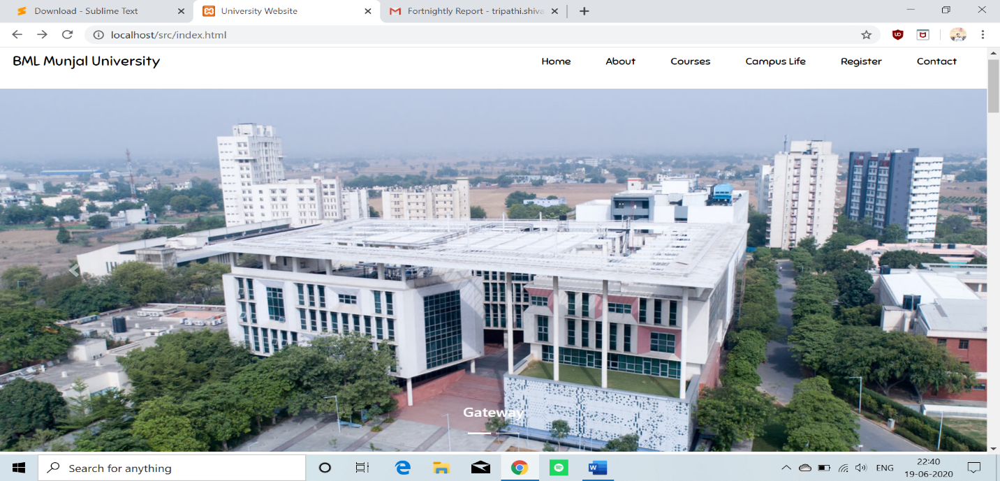 Download - Sublime Text
University Website
Fortnightly Report - tripathi.shiva
localhost/src/index.html
BML Munjal University
Home About Courses Campus Life Register Contact
Gateway
Search for anything
ENG
22:40
19-06-2020